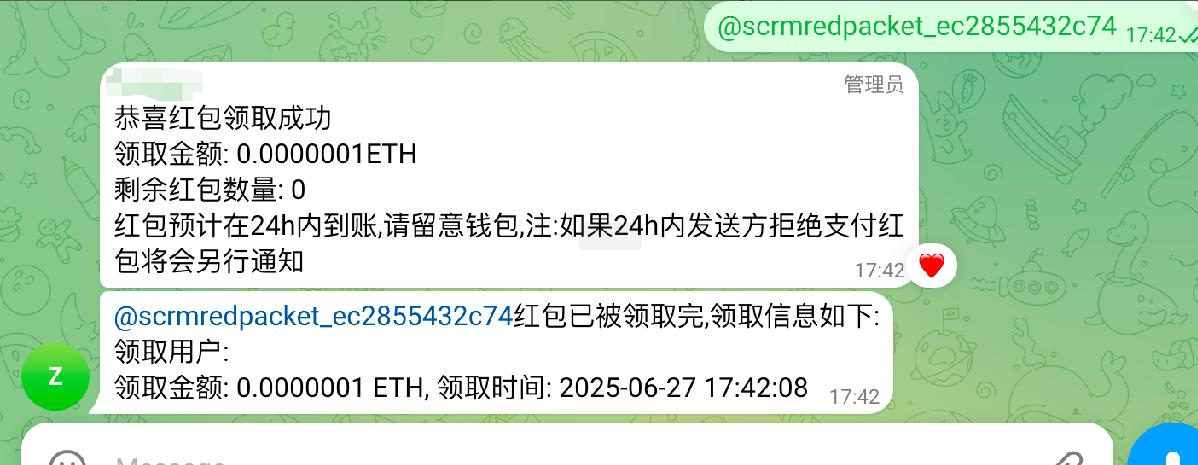 @scrmredpacket_ec2855432c74 17:42
管理员
恭喜红包领取成功
领取金额: 0.0000001ETH
剩余红包数量: 0
红包预计在24h内到账,请留意钱包,注:如果24h内发送方拒绝支付红
包将会另行通知
17:42
@scrmredpacket_ec2855432c74红包已被领取完,领取信息如下:
领取用户:
Z
领取金额: 0.0000001 ETH, 领取时间: 2025-06-27 17:42:08 17:42
Message